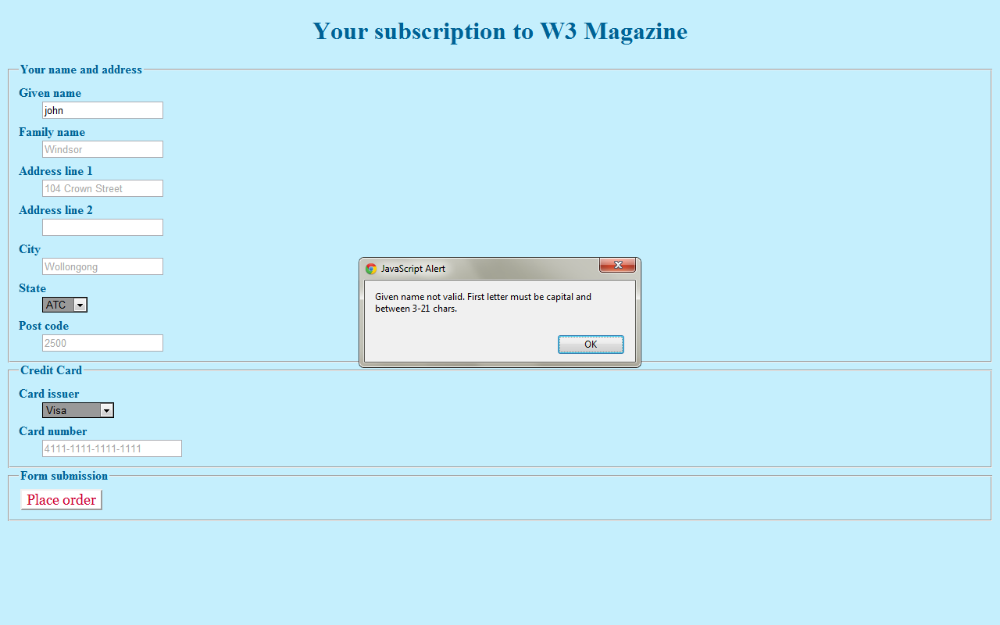 Your subscription to W3 Magazine
Your name and address
Given name
john
Family name
Windsor
Address line 1
104 Crown Street
Address line 2
City
Wollongong
State
ATC
Post code
2500
JavaScript Alert
Given name not valid. First letter must be capital and
between 3-21 chars.
OK
Credit Card
Card issuer
Visa
Card number
4111-1111-1111-1111
Form submission
Place order